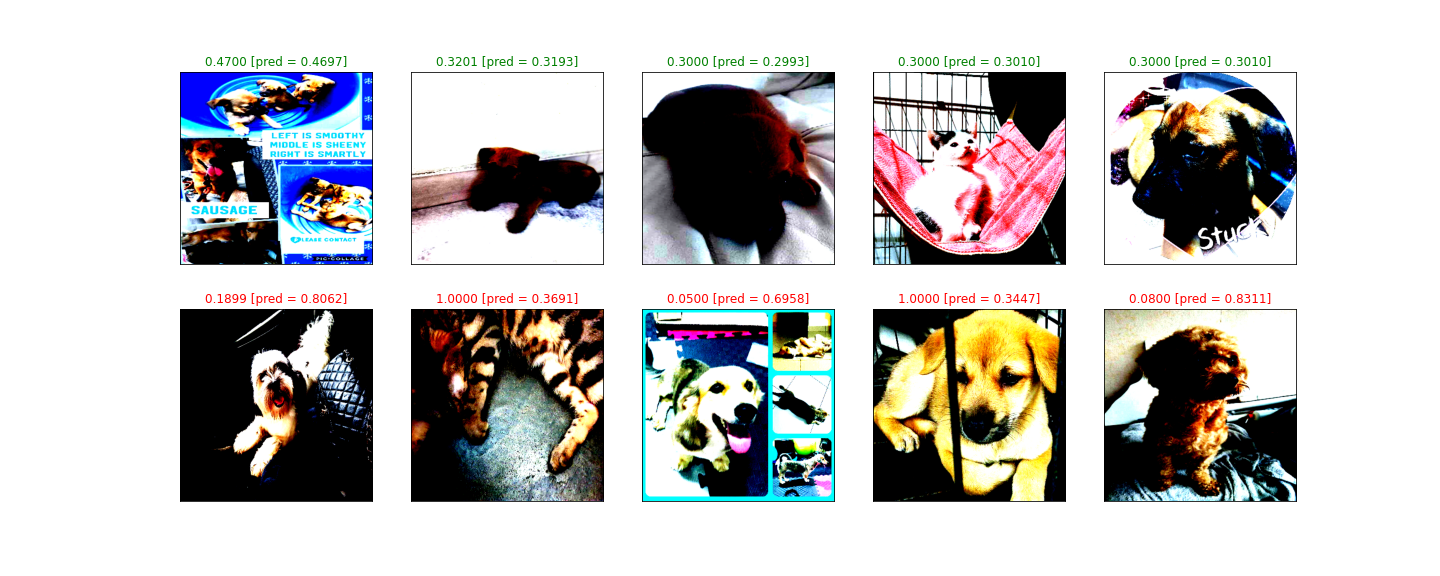 0.4700 [pred = 0.4697]
0.3201 [pred = 0.3193]
0.3000 [pred = 0.2993]
0.3000 [pred = 0.3010]
0.3000 [pred = 0.3010]
LEFT IS SMOOTHY
MIDDLE IS SHEENY
RIGHT IS SMARTLY
SAUSAGE
PLEASE CONTACT
PIC·COLLAGE
Stuck
0.1899 [pred = 0.8062]
1.0000 [pred = 0.3691]
0.0500 [pred = 0.6958]
1.0000 [pred = 0.3447]
0.0800 [pred = 0.8311]